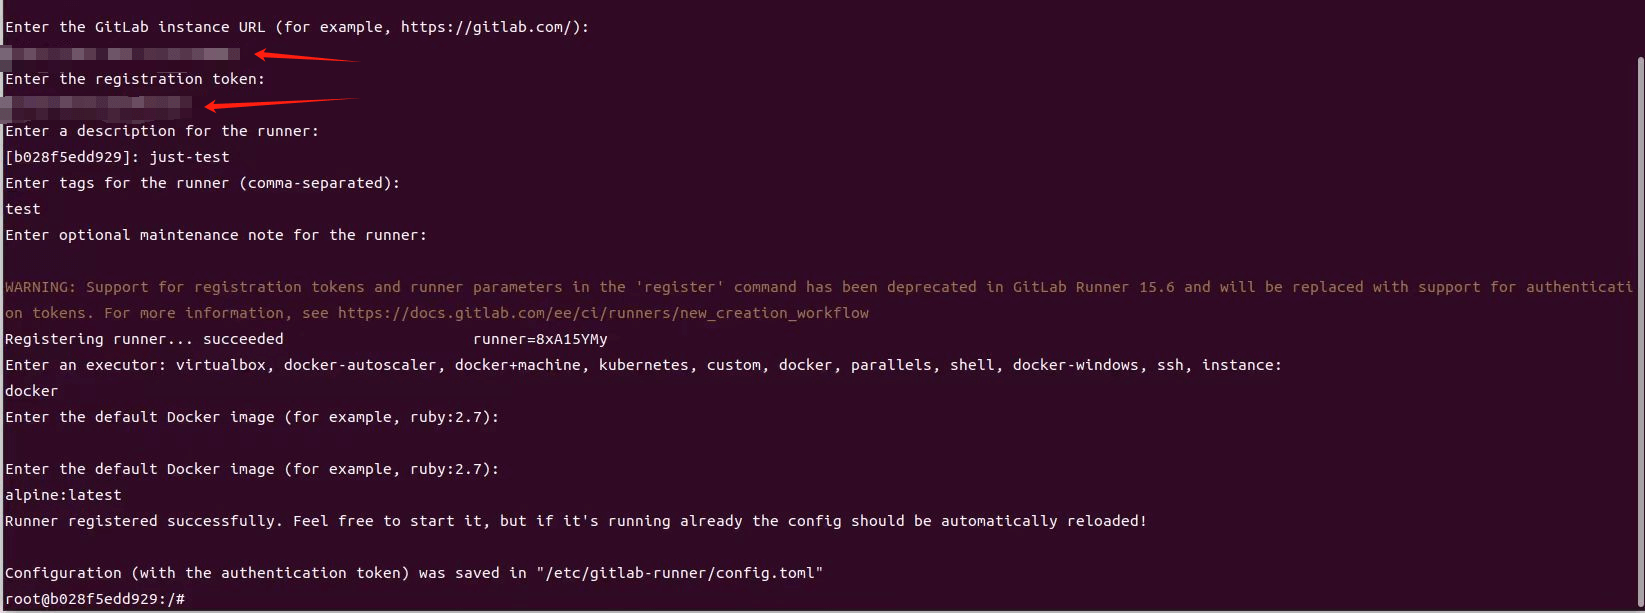 Enter the GitLab instance URL (for example, https://gitlab.com/):
Enter the registration token:
Enter a description for the runner:
[b028f5edd929]: just-test
Enter tags for the runner (comma-separated):
test
Enter optional maintenance note for the runner:
WARNING: Support for registration tokens and runner parameters in the 'register' command has been deprecated in GitLab Runner 15.6 and will be replaced with support for authenticati
on tokens. For more information, see https://docs.gitlab.com/ee/ci/runners/new_creation_workflow
Registering runner... succeeded                     runner=8xA15YMy
Enter an executor: virtualbox, docker-autoscaler, docker+machine, kubernetes, custom, docker, parallels, shell, docker-windows, ssh, instance:
docker
Enter the default Docker image (for example, ruby:2.7):
Enter the default Docker image (for example, ruby:2.7):
alpine:latest
Runner registered successfully. Feel free to start it, but if it's running already the config should be automatically reloaded!
Configuration (with the authentication token) was saved in "/etc/gitlab-runner/config.toml"
root@b028f5edd929:/#